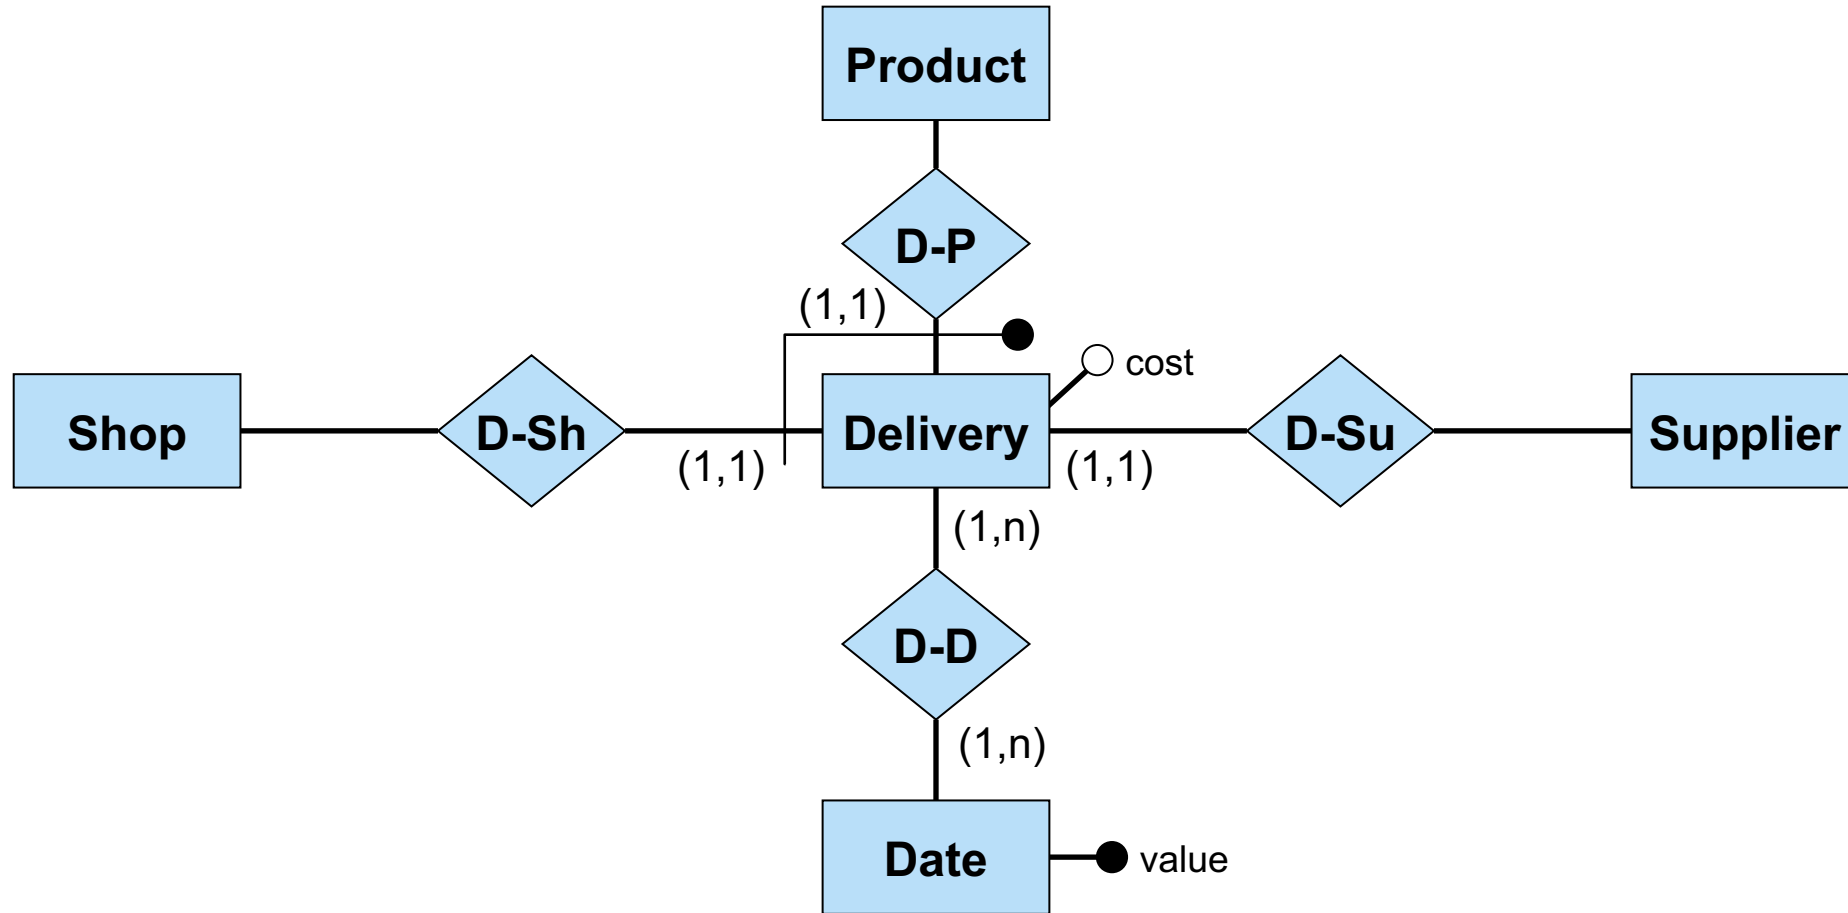 Product
D-P
(1,1)
cost
Shop
D-Sh
Delivery
D-Su
Supplier
(1,1)
(1,1)
(1,n)
D-D
(1,n)
Date
value